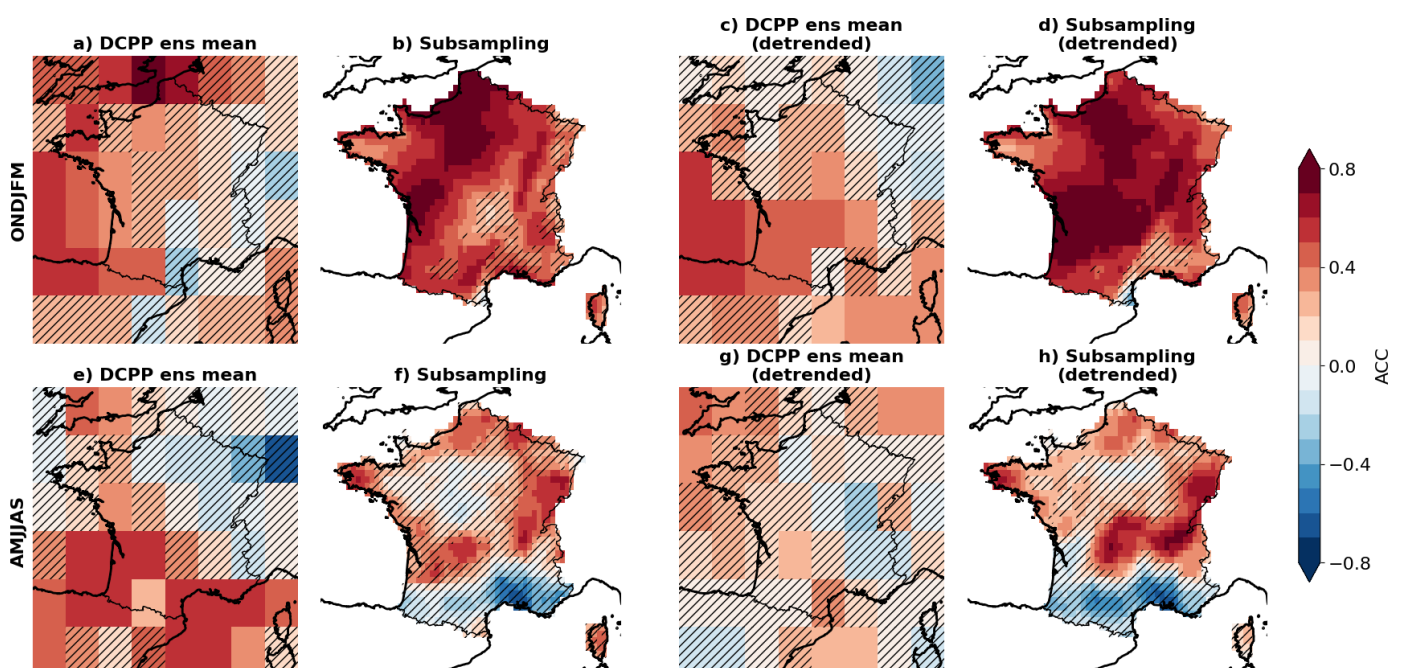 a) DCPP ens mean
b) Subsampling
c) DCPP ens mean
(detrended)
d) Subsampling
(detrended)
ONDJFM
e) DCPP ens mean
f) Subsampling
g) DCPP ens mean
(detrended)
h) Subsampling
(detrended)
AMJJAS
0.8
0.4
0.0
−0.4
−0.8
ACC